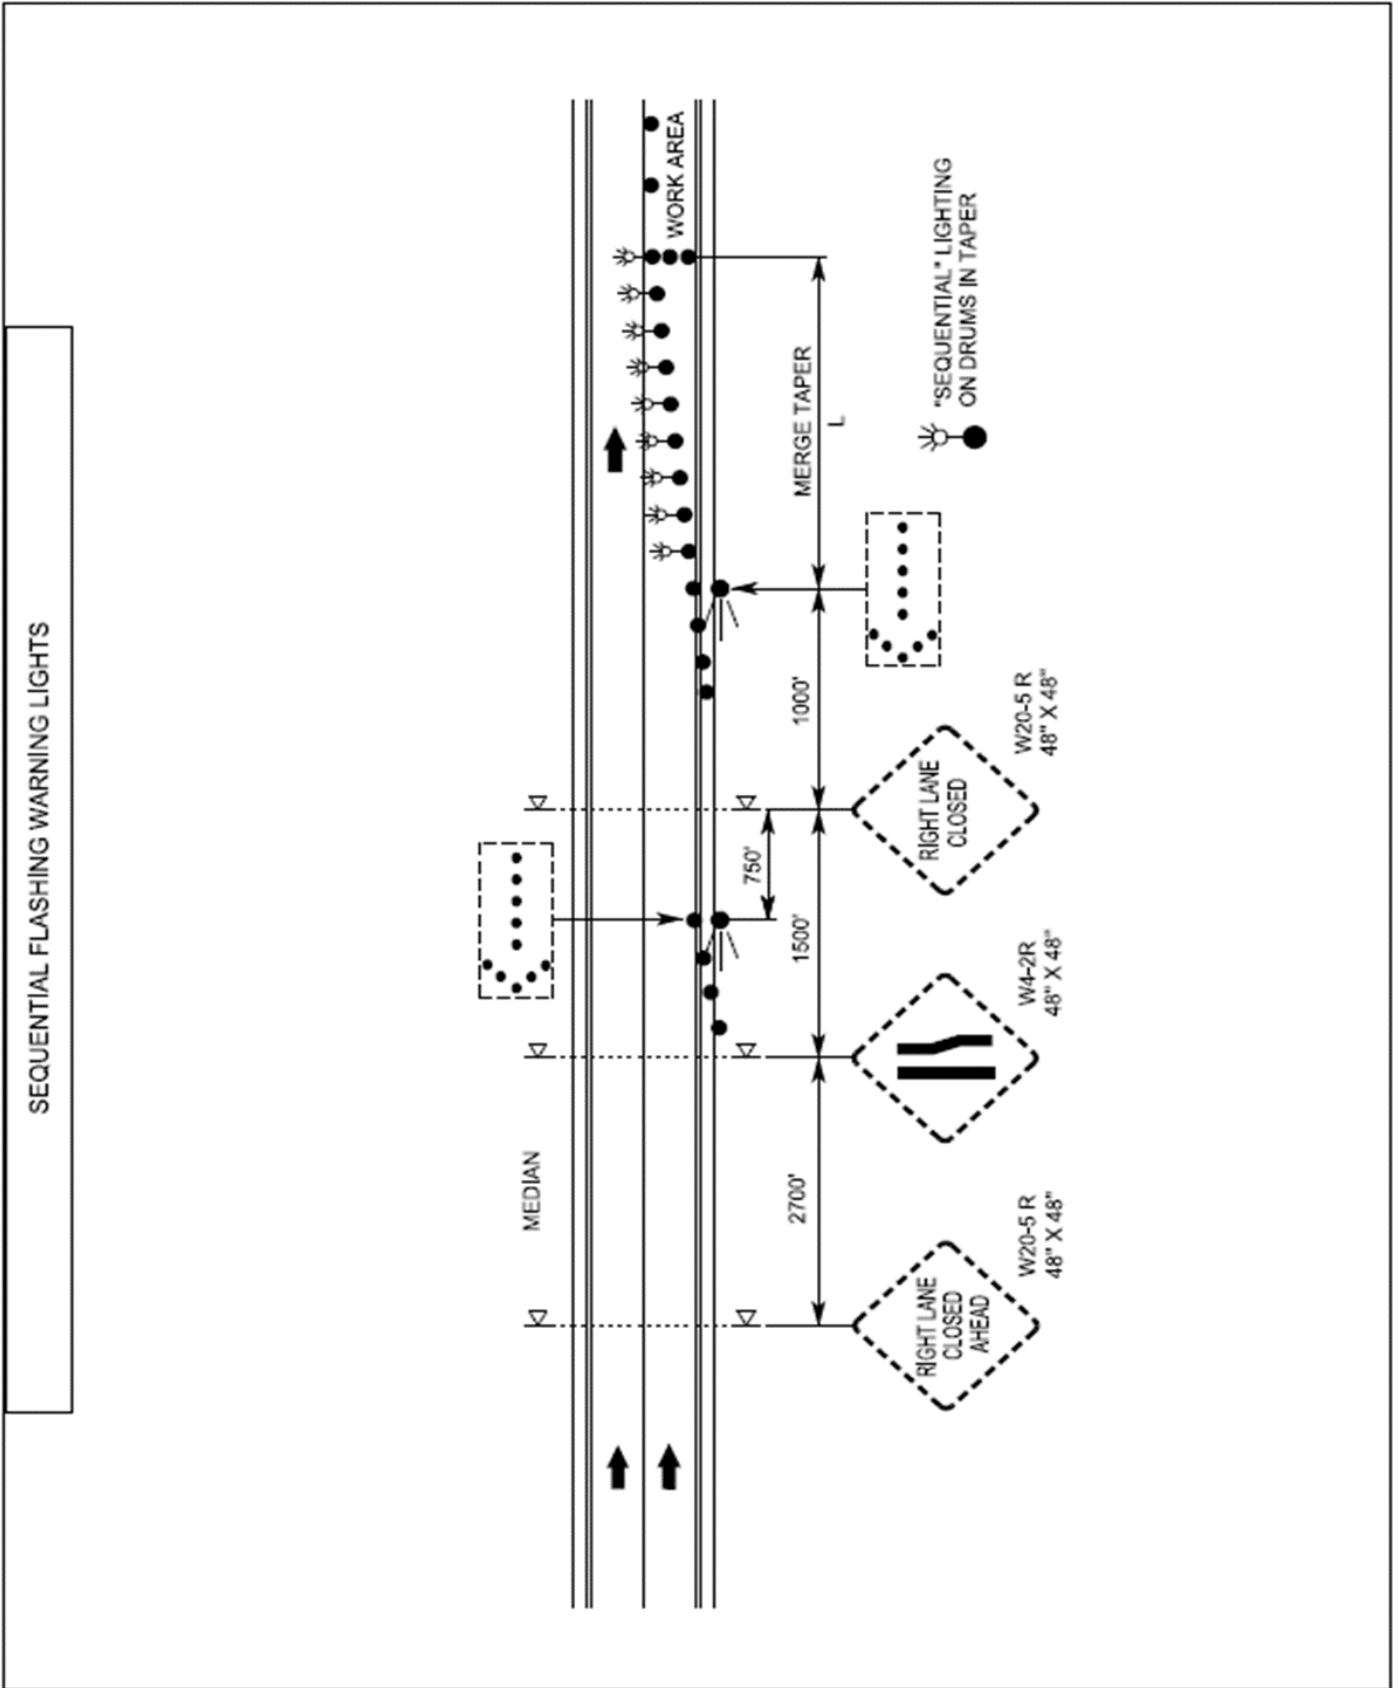 SEQUENTIAL FLASHING WARNING LIGHTS
MEDIAN
WORK AREA
2700'
1500'
750'
1000'
MERGE TAPER
L
RIGHT LANE
CLOSED
AHEAD
W20-5 R
48" X 48"
W4-2R
48" X 48"
RIGHT LANE
CLOSED
W20-5 R
48" X 48"
"SEQUENTIAL" LIGHTING
ON DRUMS IN TAPER